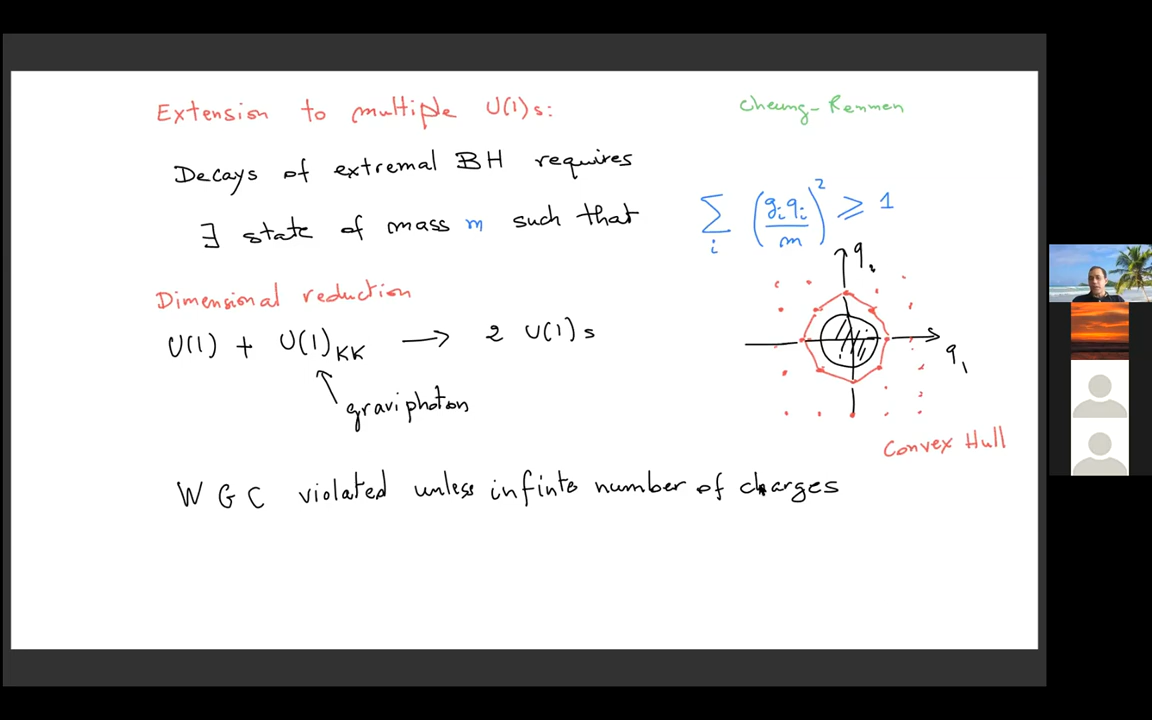 Extension to multiple U(1)s:
Cheung-Remmen
Decays of extremal BH requires
∃ state of mass m such that
∑ᵢ (gᵢqᵢ/m)² ⩾ 1
q₂
q₁
Dimensional reduction
U(1) + U(1)KK → 2 U(1)s
graviphoton
Convex Hull
WGC violated unless infinite number of charges